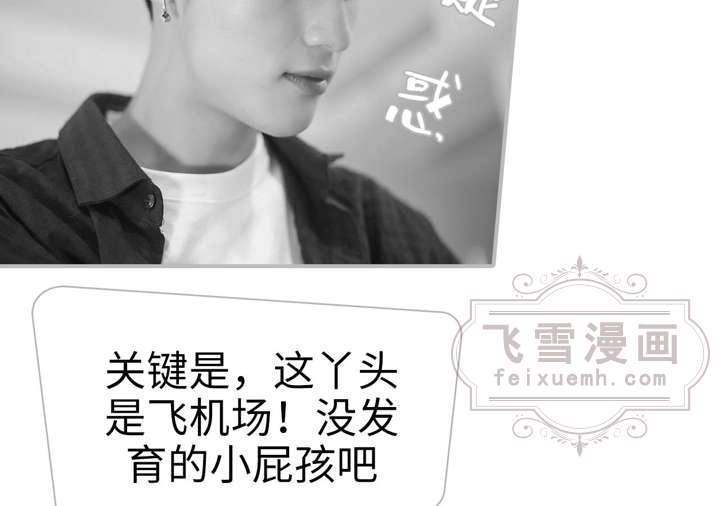 惑
关键是，这丫头
是飞机场！没发
育的小屁孩吧
飞雪漫画
feixuemh.com